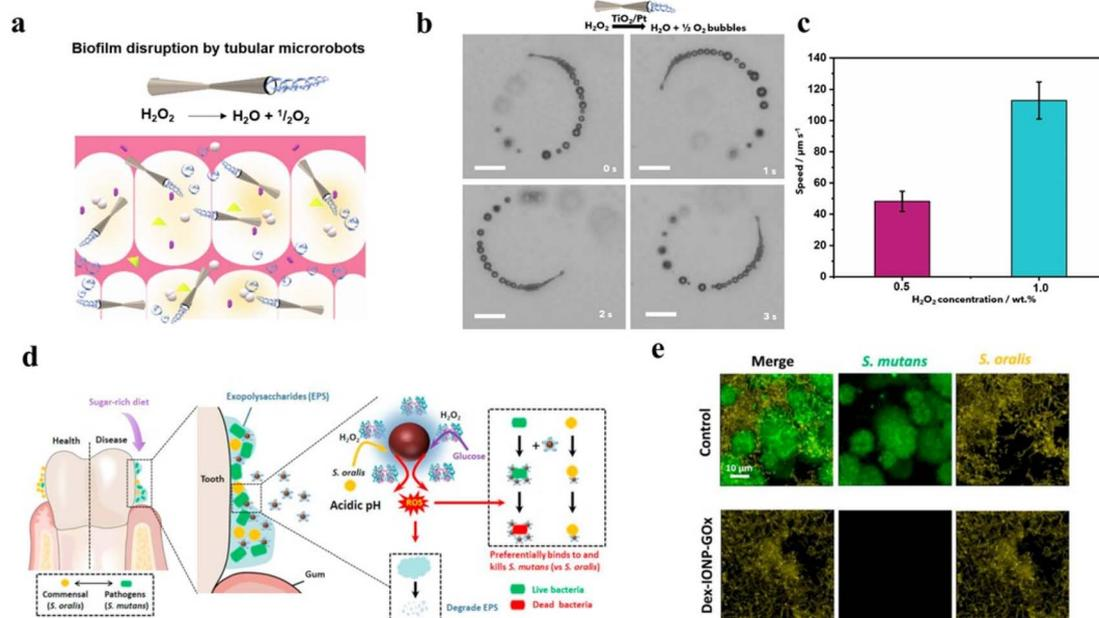 a
Biofilm disruption by tubular microrobots
H₂O₂ → H₂O + ¹/₂O₂
b
H₂O₂ TiO₂/Pt H₂O + ½ O₂ bubbles
0 s
1 s
2 s
3 s
c
Speed / µm s⁻¹
140
120
100
80
60
40
20
0
0.5
1.0
H₂O₂ concentration / wt.%
d
Sugar-rich diet
Health
Disease
Commensal
(S. oralis)
Pathogens
(S. mutans)
Exopolysaccharides (EPS)
Tooth
Gum
H₂O₂
H₂O₂
Glucose
S. oralis
Acidic pH
ROS
Degrade EPS
+
Preferentially binds to and
kills S. mutans (vs S. oralis)
Live bacteria
Dead bacteria
e
Merge
S. mutans
S. oralis
Control
10 µm
Dex-IONP-GOx